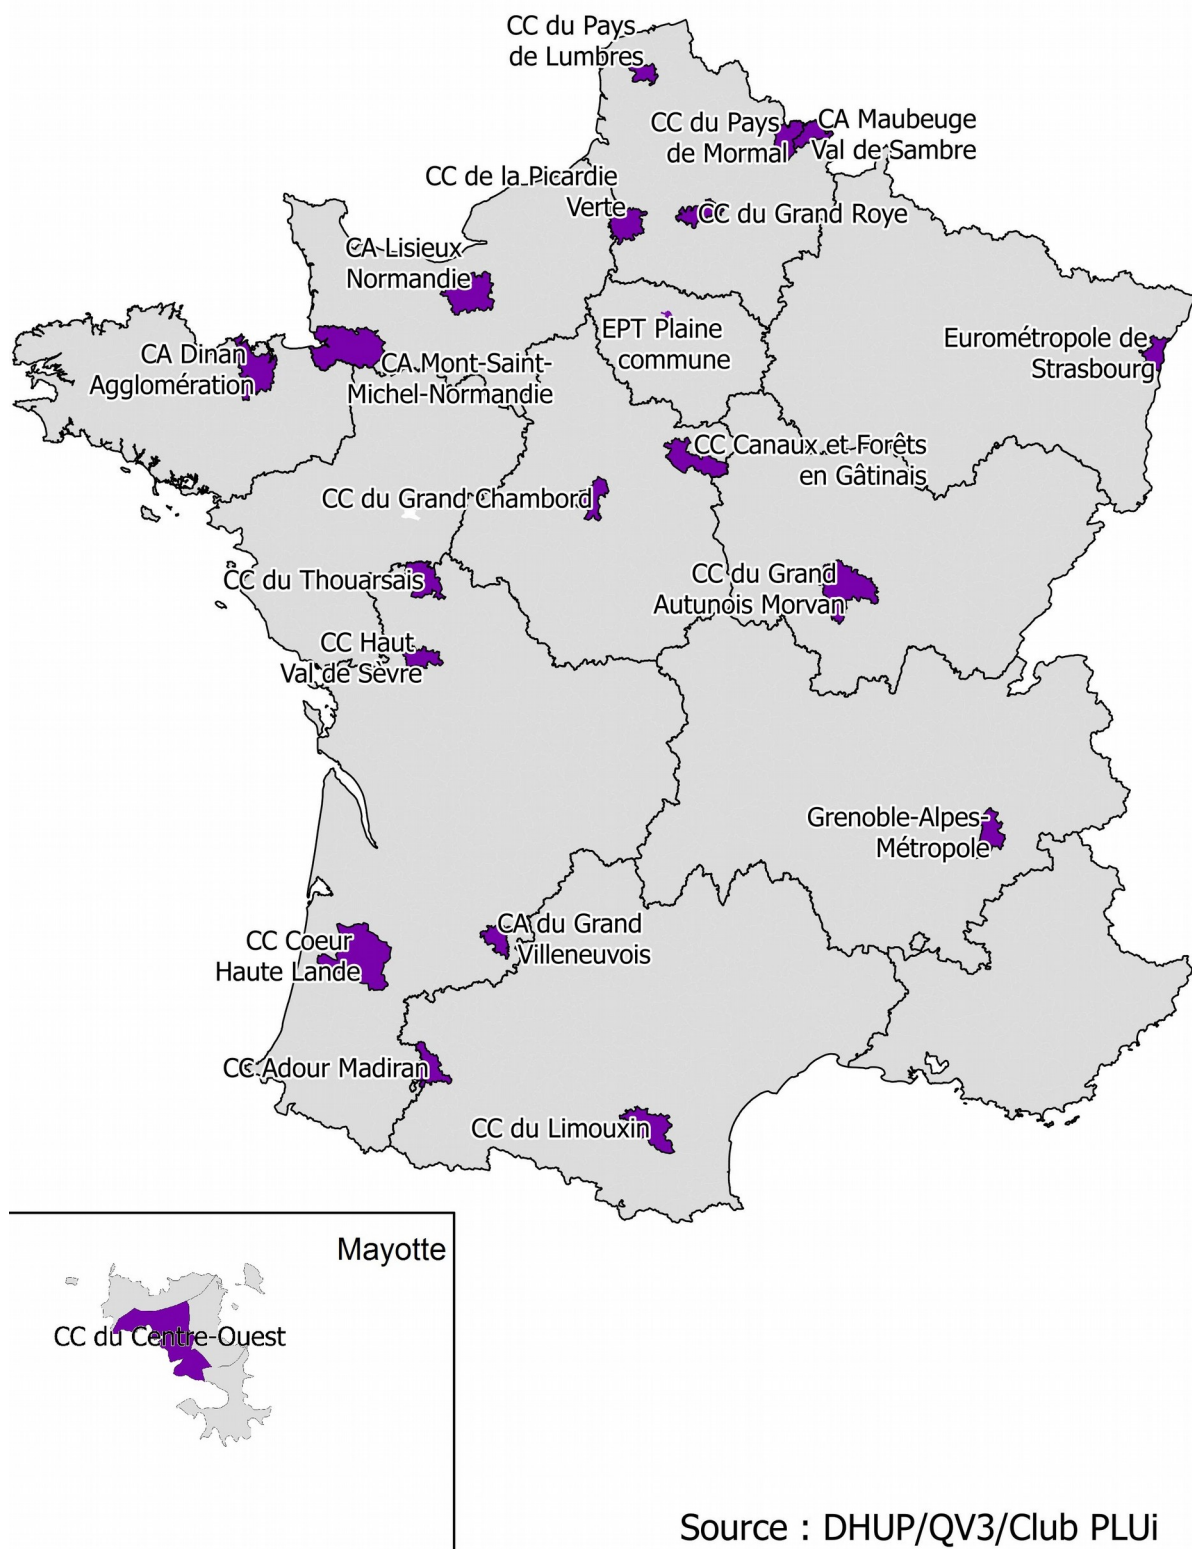 CC du Pays
de Lumbres
CC du Pays
de Mormal
CA Maubeuge
Val de Sambre
CC de la Picardie
Verte
CC du Grand Roye
CA Lisieux
Normandie
EPT Plaine
commune
Eurométropole de
Strasbourg
CA Dinan
Agglomération
CA Mont-Saint-
Michel-Normandie
CC Canaux et Forêts
en Gâtinais
CC du Grand Chambord
CC du Thouarsais
CC du Grand
Autunois Morvan
CC Haut
Val de Sèvre
Grenoble-Alpes-
Métropole
CC Coeur
Haute Lande
CA du Grand
Villeneuvois
CC Adour Madiran
CC du Limouxin
Mayotte
CC du Centre-Ouest
Source : DHUP/QV3/Club PLUi